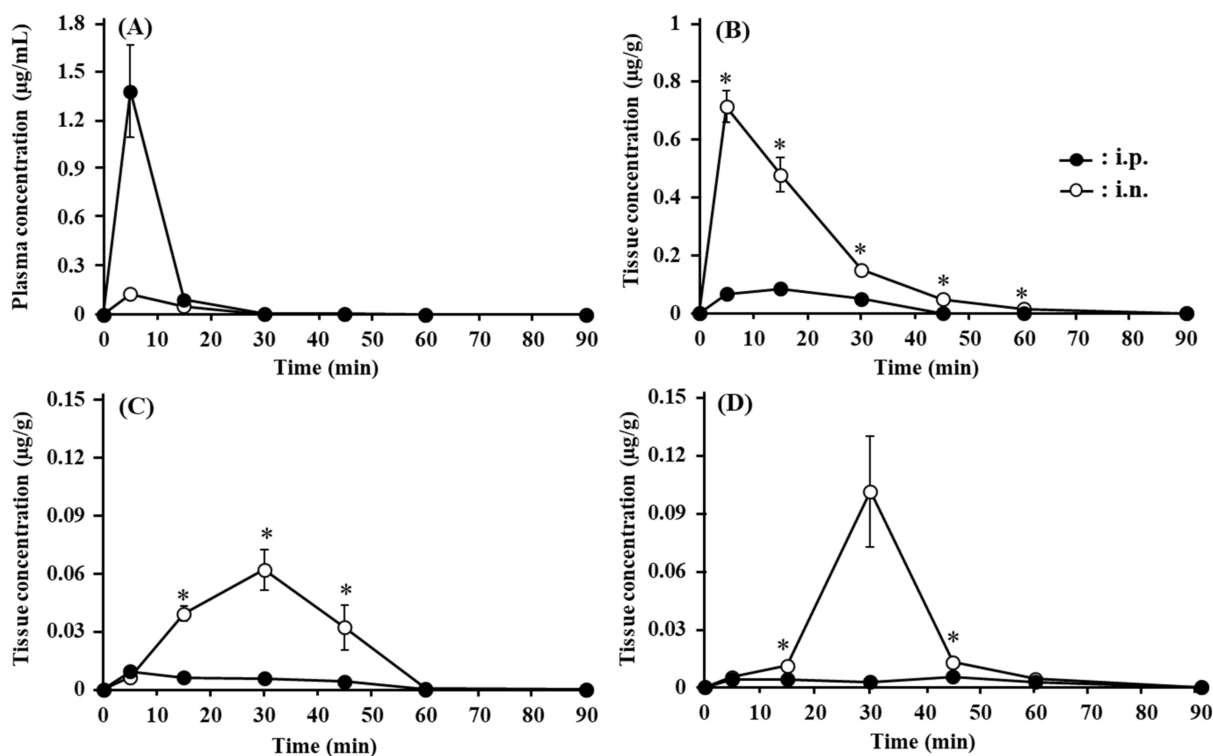 (A)
Plasma concentration (µg/mL)
1.8
1.5
1.2
0.9
0.6
0.3
0
0 10 20 30 40 50 60 70 80 90
Time (min)
(B)
Tissue concentration (µg/g)
1
0.8
0.6
0.4
0.2
0
* * * * *
: i.p.
: i.n.
0 10 20 30 40 50 60 70 80 90
Time (min)
(C)
Tissue concentration (µg/g)
0.15
0.12
0.09
0.06
0.03
0
* * *
0 10 20 30 40 50 60 70 80 90
Time (min)
(D)
Tissue concentration (µg/g)
0.15
0.12
0.09
0.06
0.03
0
* *
0 10 20 30 40 50 60 70 80 90
Time (min)